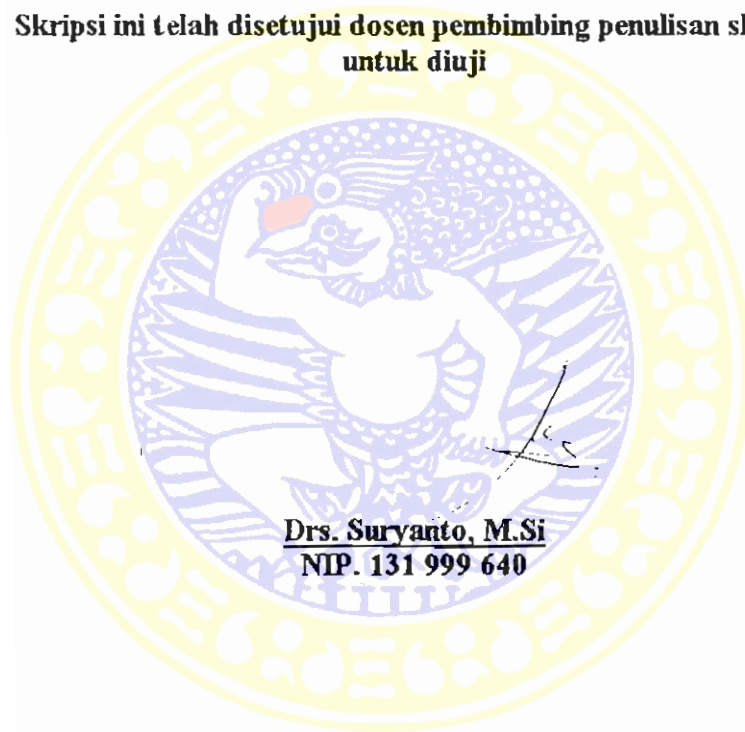 Skripsi ini telah disetujui dosen pembimbing penulisan
untuk diuji
Drs. Suryanto, M.Si
NIP. 131 999 640